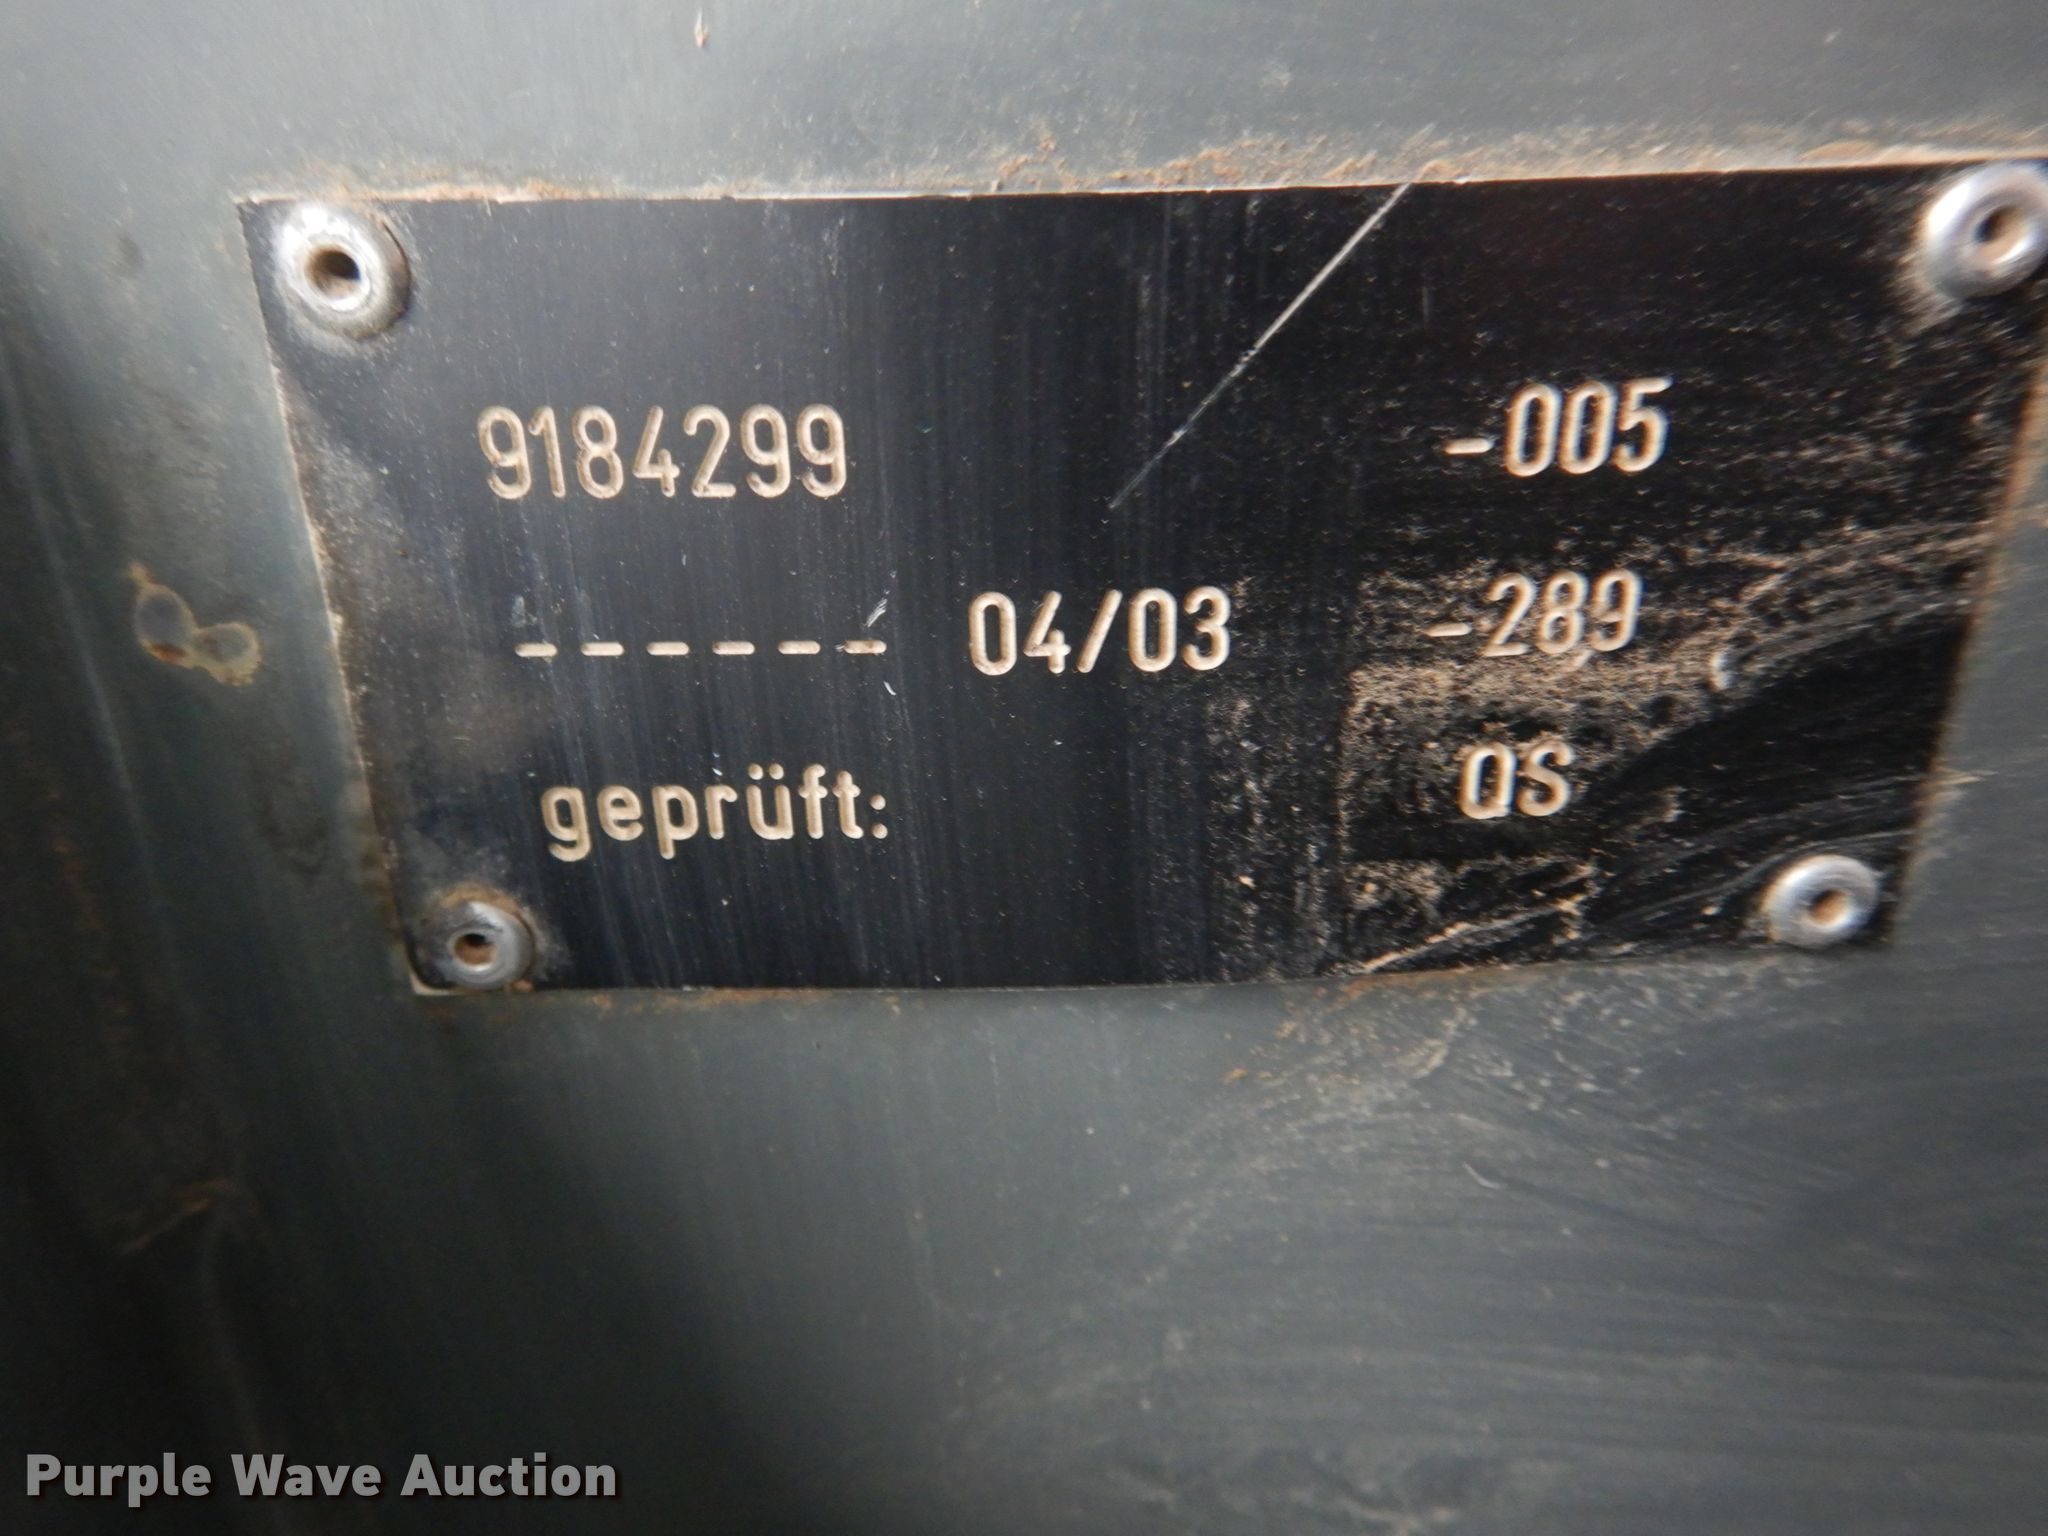 9184299 -005
------ 04/03 -289
geprüft: QS
Purple Wave Auction